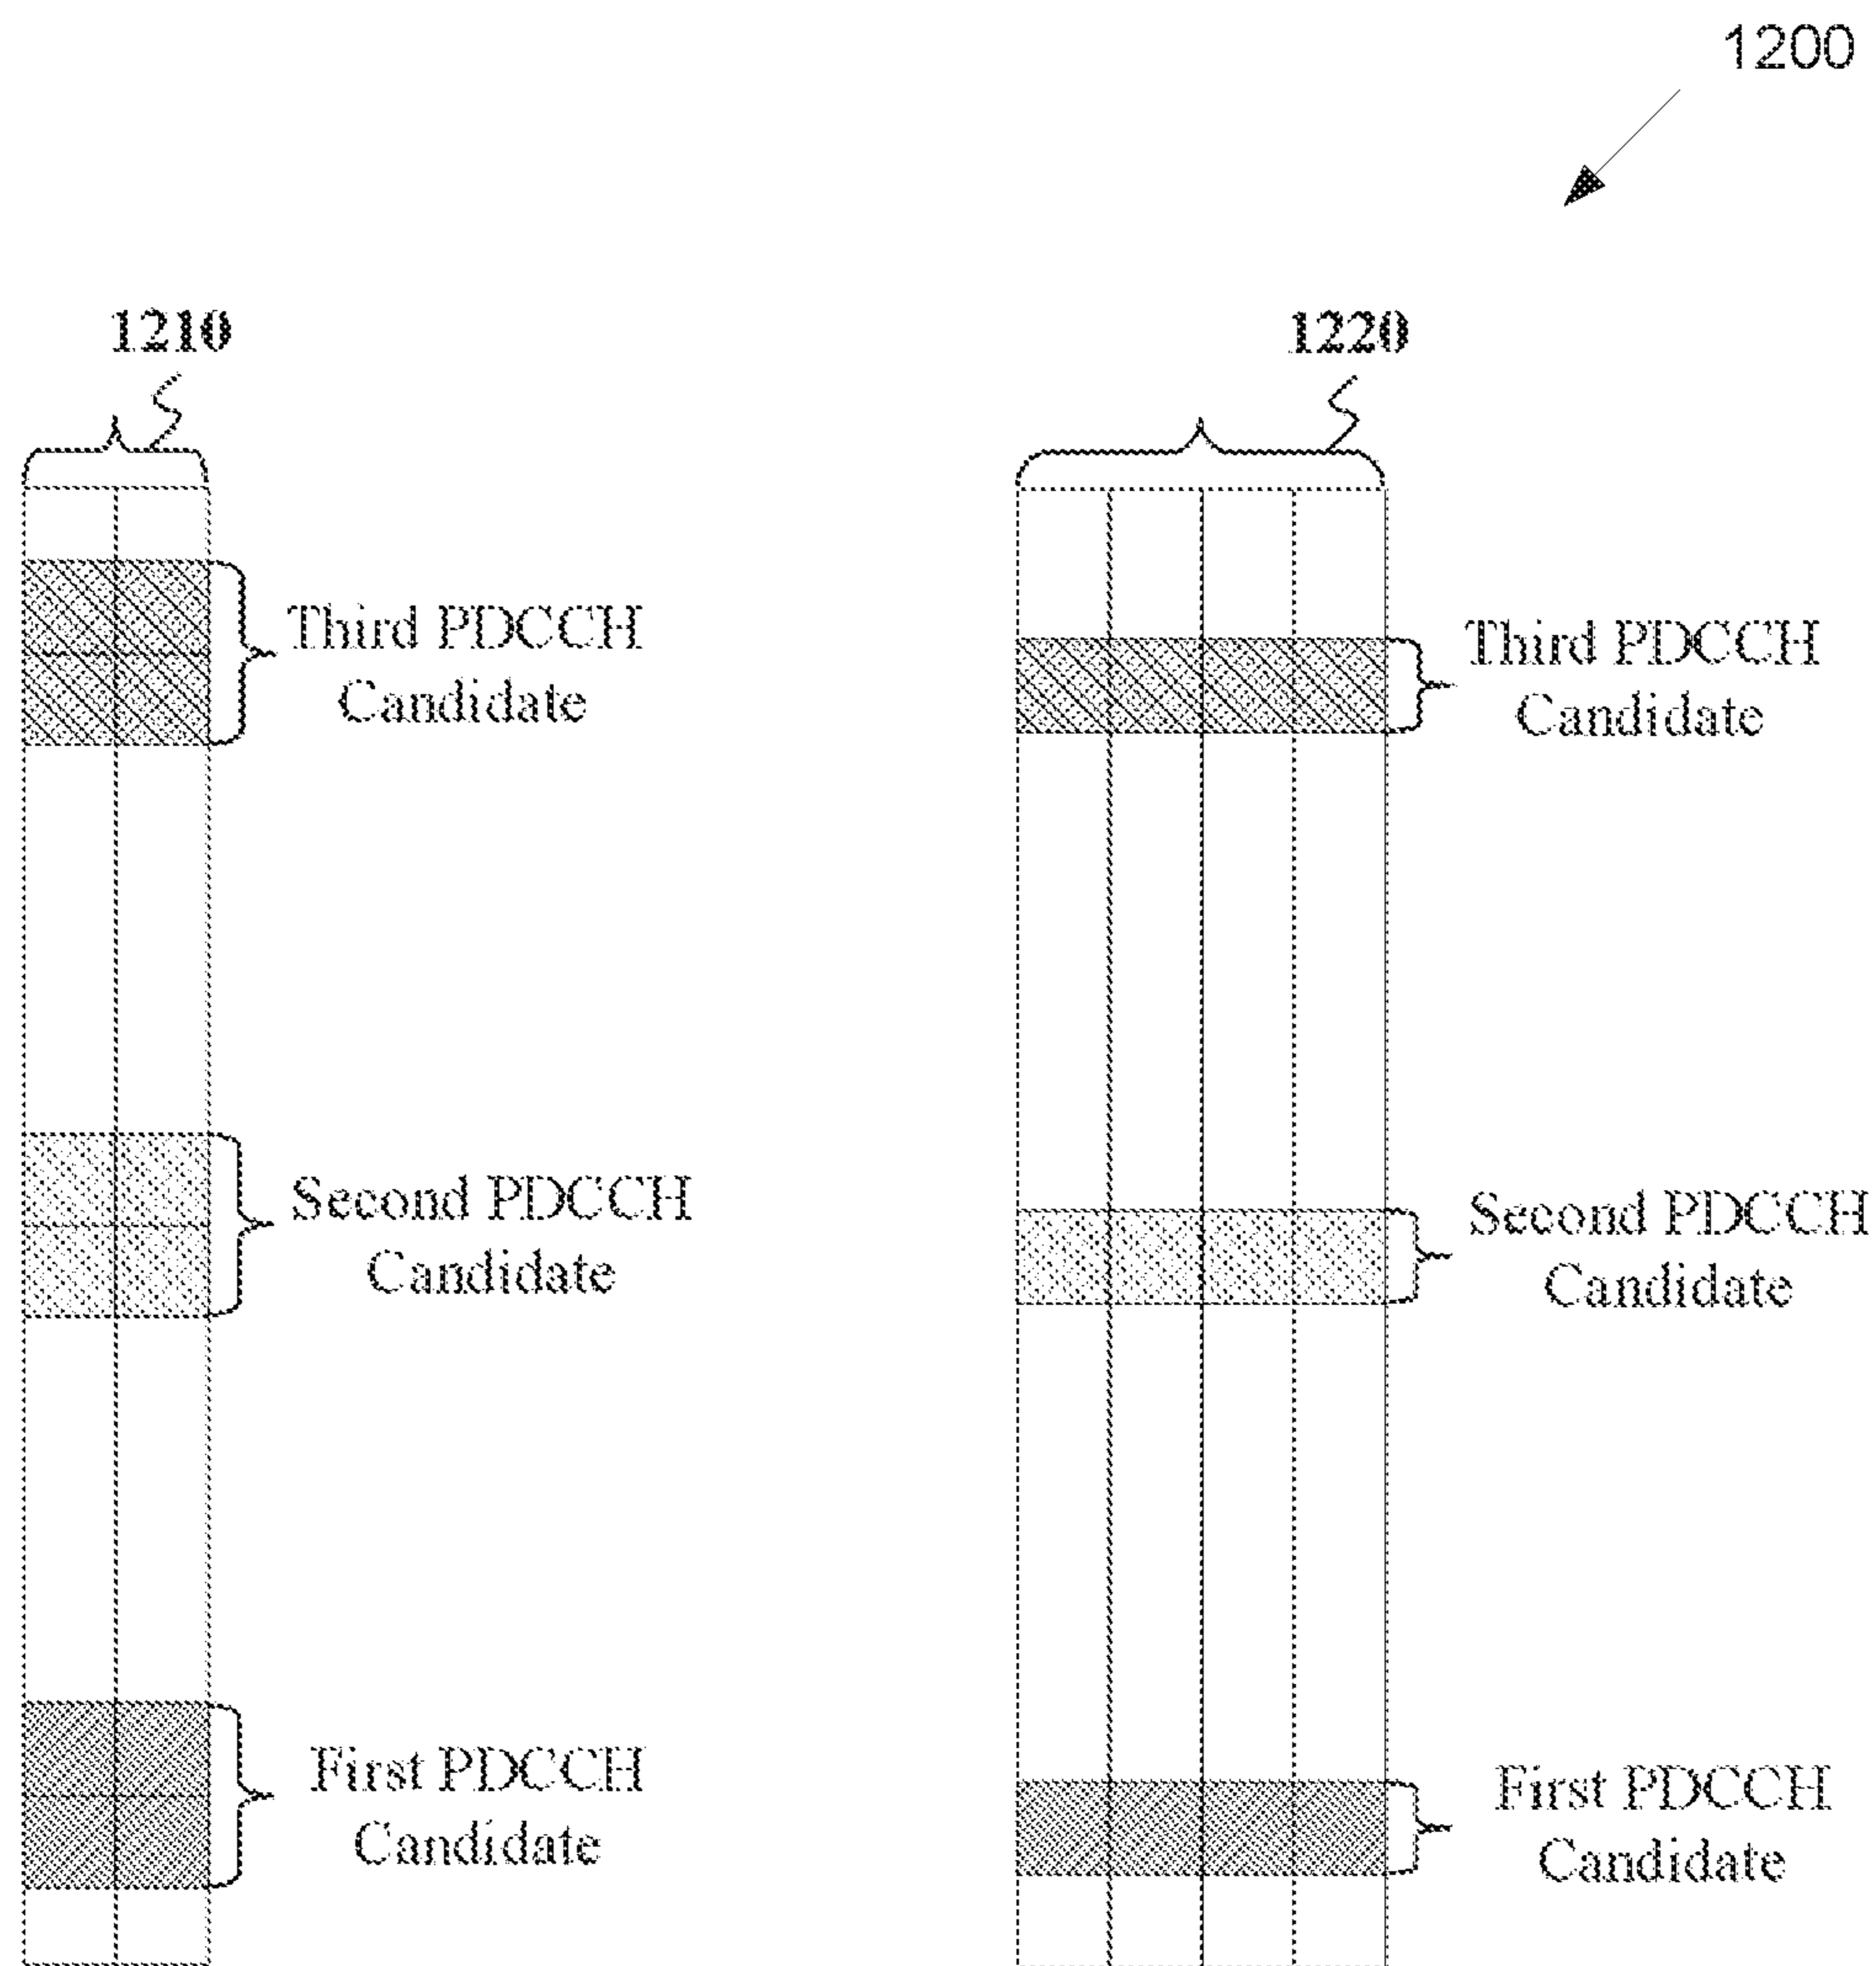 1200
1210
1220
Third PDCCH
Candidate
Third PDCCH
Candidate
Second PDCCH
Candidate
Second PDCCH
Candidate
First PDCCH
Candidate
First PDCCH
Candidate